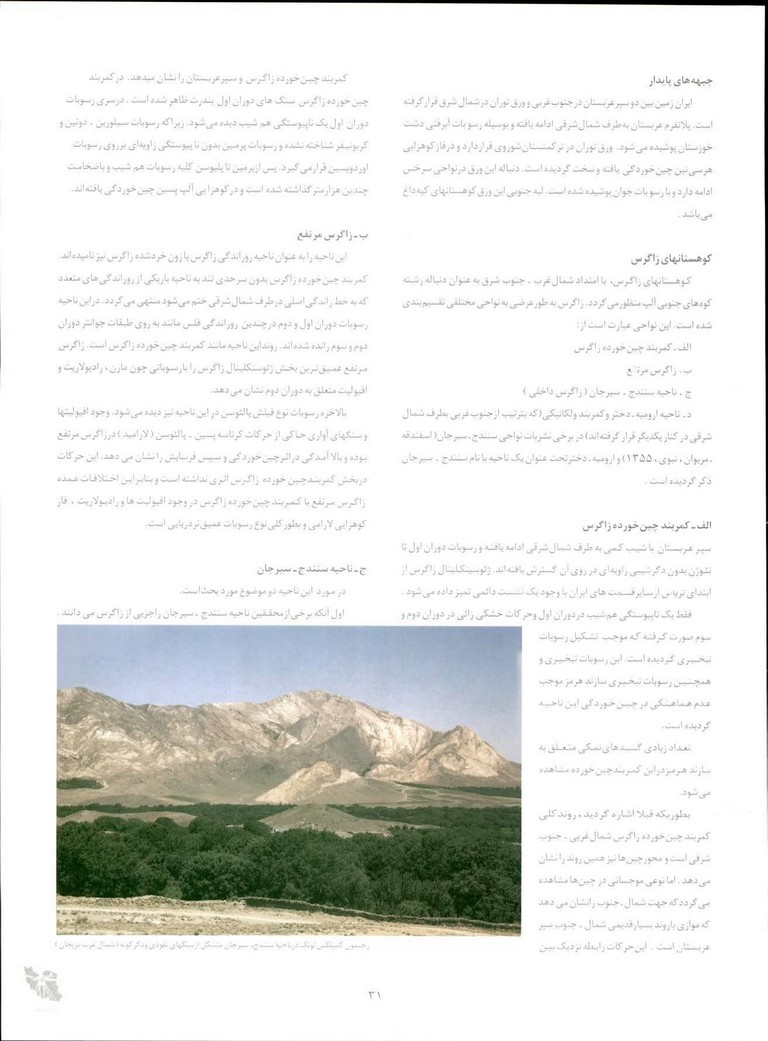 جبهه‌های پایدار
ایران زمین بین دو سپر عربستان در جنوب غربی و ورق توران در شمال شرق قرار گرفته
است. پلاتفرم عربستان به طرف شمال شرقی ادامه یافته و بوسیله رسوبات آبرفتی دشت
خوزستان پوشیده می‌شود. ورق توران در ترکمنستان شوروی قرار دارد و در فاز کوهزایی
هرسی‌نین چین خوردگی یافته و سخت گردیده است. دنباله این ورق در نواحی سرخس
ادامه دارد و با رسوبات جوان پوشیده شده است. لبه جنوبی این ورق کوهستانهای کپه‌داغ
می‌باشد.
کوهستانهای زاگرس
کوهستانهای زاگرس، با امتداد شمال غرب - جنوب شرق به عنوان دنباله رشته
کوه‌های جنوبی آلپ منظور می‌گردد. زاگرس به طور عرضی به نواحی مختلفی تقسیم‌بندی
شده است. این نواحی عبارت است از:
الف - کمربند چین خورده زاگرس
ب - زاگرس مرتفع
ج - ناحیه سنندج - سیرجان (زاگرس داخلی)
د - ناحیه ارومیه - دختر و کمربند ولکانیکی (که بترتیب از جنوب غربی بطرف شمال
شرقی در کنار یکدیگر قرار گرفته‌اند) در برخی نشریات نواحی سنندج - سیرجان (اسفندقه
- مریوان، نبوی، ۱۳۵۵) و ارومیه - دختر تحت عنوان یک ناحیه با نام سنندج - سیرجان
ذکر گردیده است.
الف - کمربند چین خورده زاگرس
سپر عربستان با شیب کمی به طرف شمال شرقی ادامه یافته و رسوبات دوران اول تا
نئوژن بدون دگرشیبی زاویه‌ای در روی آن گسترش یافته‌اند. ژئوسینکلینال زاگرس از
ابتدای تریاس از سایر قسمت های ایران با وجود یک نشست دائمی تمیز داده می‌شود.
فقط یک ناپیوستگی هم شیب در دوران اول و حرکات خشکی زائی در دوران دوم و
سوم صورت گرفته که موجب تشکیل رسوبات
تبخیری گردیده است. این رسوبات تبخیری و
همچنین رسوبات تبخیری سازند هرمز موجب
عدم هماهنگی در چین خوردگی این ناحیه
گردیده است.
تعداد زیادی گنبدهای نمکی متعلق به
سازند هرمز در این کمربند چین خورده مشاهده
می شود.
بطوریکه قبلا اشاره گردید، روند کلی
کمربند چین خورده زاگرس شمال غربی - جنوب
شرقی است و محور چین‌ها نیز همین روند را نشان
می‌دهد. اما نوعی موجسانی در چین‌ها مشاهده
می گردد که جهت شمال - جنوب را نشان می دهد
که موازی با روند بسیار قدیمی شمال - جنوب سپر
عربستان است. این حرکات رابطه نزدیک بین
کمربند چین خورده زاگرس و سپر عربستان را نشان میدهد. در کمربند
چین خورده زاگرس سنگ های دوران اول بندرت ظاهر شده است. در سری رسوبات
دوران اول یک ناپیوستگی هم شیب دیده می‌شود. زیرا که رسوبات سیلورین، دونین و
کربونیفر شناخته نشده و رسوبات پرمین بدون ناپیوستگی زاویه‌ای بر روی رسوبات
اوردویسین قرار می گیرد. پس از پرمین تا پلیوسن کلیه رسوبات هم شیب و با ضخامت
چندین هزار متر گذاشته شده است و در کوهزایی آلپ پسین چین خوردگی یافته‌اند.
ب - زاگرس مرتفع
این ناحیه را به عنوان ناحیه روراندگی زاگرس یا زون خرد شده زاگرس نیز نامیده‌اند.
کمربند چین خورده زاگرس بدون سرحدی تند به ناحیه باریکی از روراندگی های متعدد
که به خط راندگی اصلی در طرف شمال شرقی ختم می‌شود منتهی می گردد. در این ناحیه
رسوبات دوران اول و دوم در چندین روراندگی فلس مانند به روی طبقات جوانتر دوران
دوم و سوم رانده شده‌اند. روند این ناحیه مانند کمربند چین خورده زاگرس است. زاگرس
مرتفع عمیق‌ترین بخش ژئوسنکلینال زاگرس را با رسوباتی چون مارن، رادیولاریت و
افیولیت متعلق به دوران دوم نشان می‌دهد.
بالاخره رسوبات نوع فیلش پالئوسن در این ناحیه نیز دیده می‌شود. وجود افیولیتها
و سنگهای آواری حاکی از حرکات کرتاسه پسین - پالئوسن (لارامید) در زاگرس مرتفع
بوده و بالا آمدگی در اثر چین خوردگی و سپس فرسایش را نشان می دهد. این حرکات
در بخش کمربند چین خورده زاگرس اثری نداشته است و بنابراین اختلافات عمده
زاگرس مرتفع با کمربند چین خورده زاگرس در وجود افیولیت ها و رادیولاریت، فاز
کوهزایی لارامی و بطور کلی نوع رسوبات عمیق‌تر دریایی است.
ج - ناحیه سنندج - سیرجان
در مورد این ناحیه دو موضوع مورد بحث است.
اول آنکه برخی از محققین ناحیه سنندج - سیرجان را جزیی از زاگرس می دانند.
رخنمون کمپلکس توتک در ناحیه سنندج - سیرجان متشکل از سنگهای نفوذی و دگرگونه (شمال غرب
۳۱